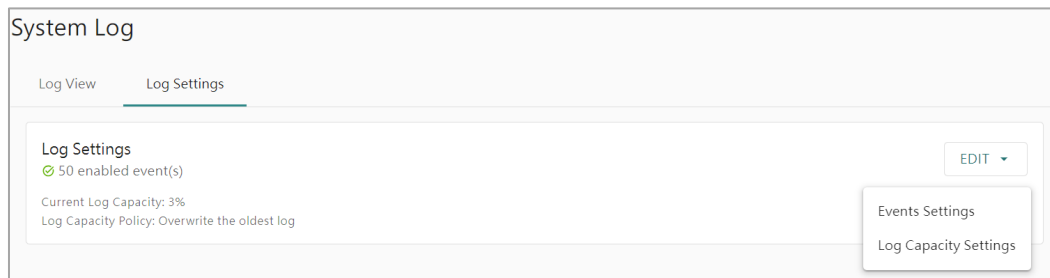 System Log
Log View
Log Settings
Log Settings
50 enabled event(s)
EDIT
Current Log Capacity: 3%
Log Capacity Policy: Overwrite the oldest log
Events Settings
Log Capacity Settings